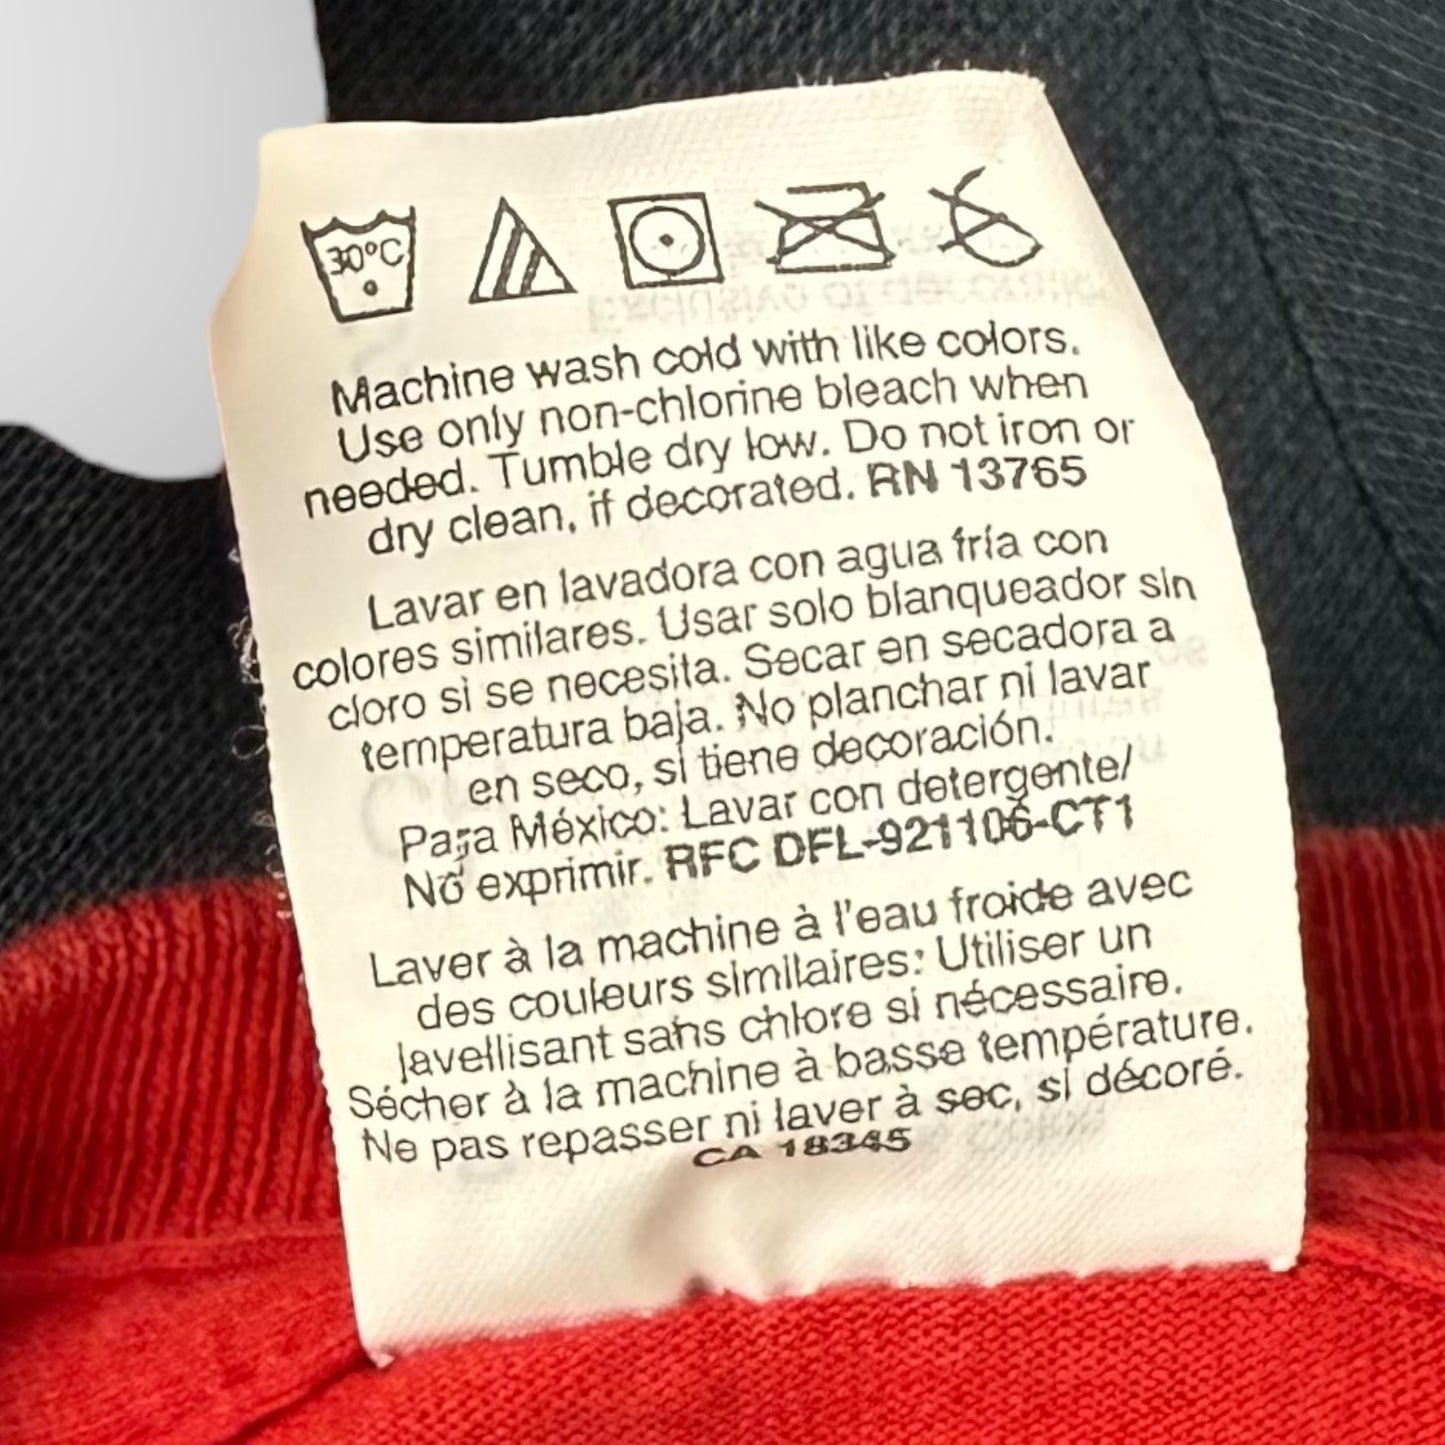 30°C
Machine wash cold with like colors.
Use only non-chlorine bleach when
needed. Tumble dry low. Do not iron or
dry clean, if decorated. RN 13765
Lavar en lavadora con agua fría con
colores similares. Usar solo blanqueador sin
cloro si se necesita. Secar en secadora a
temperatura baja. No planchar ni lavar
en seco, si tiene decoración.
Para México: Lavar con detergente/
No exprimir. RFC DFL-921106-CT1
Laver à la machine à l'eau froide avec
des couleurs similaires: Utiliser un
javellisant sans chlore si nécessaire.
Sécher à la machine à basse température.
Ne pas repasser ni laver à sec, si décoré.
CA 18345